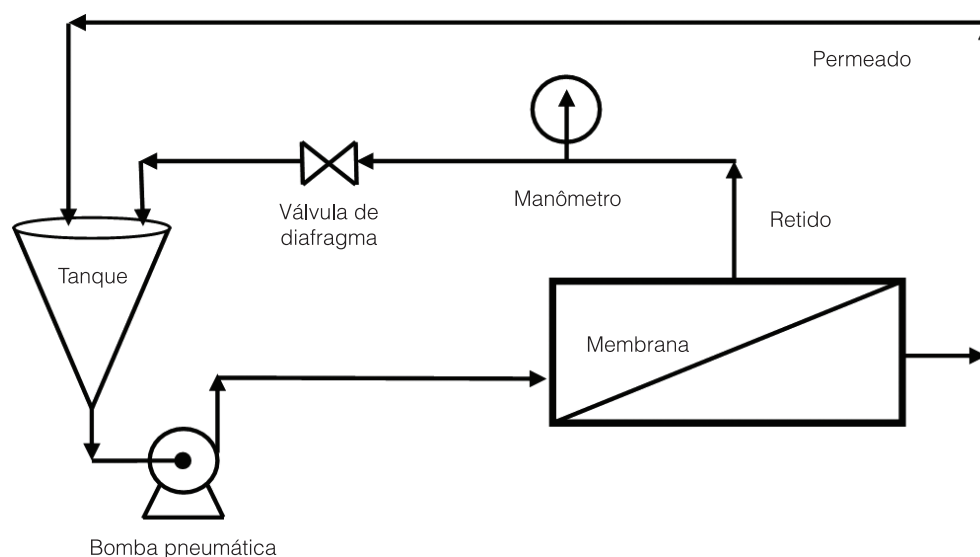 Permeado
Manômetro
Retido
Válvula de
diafragma
Tanque
Membrana
Bomba pneumática